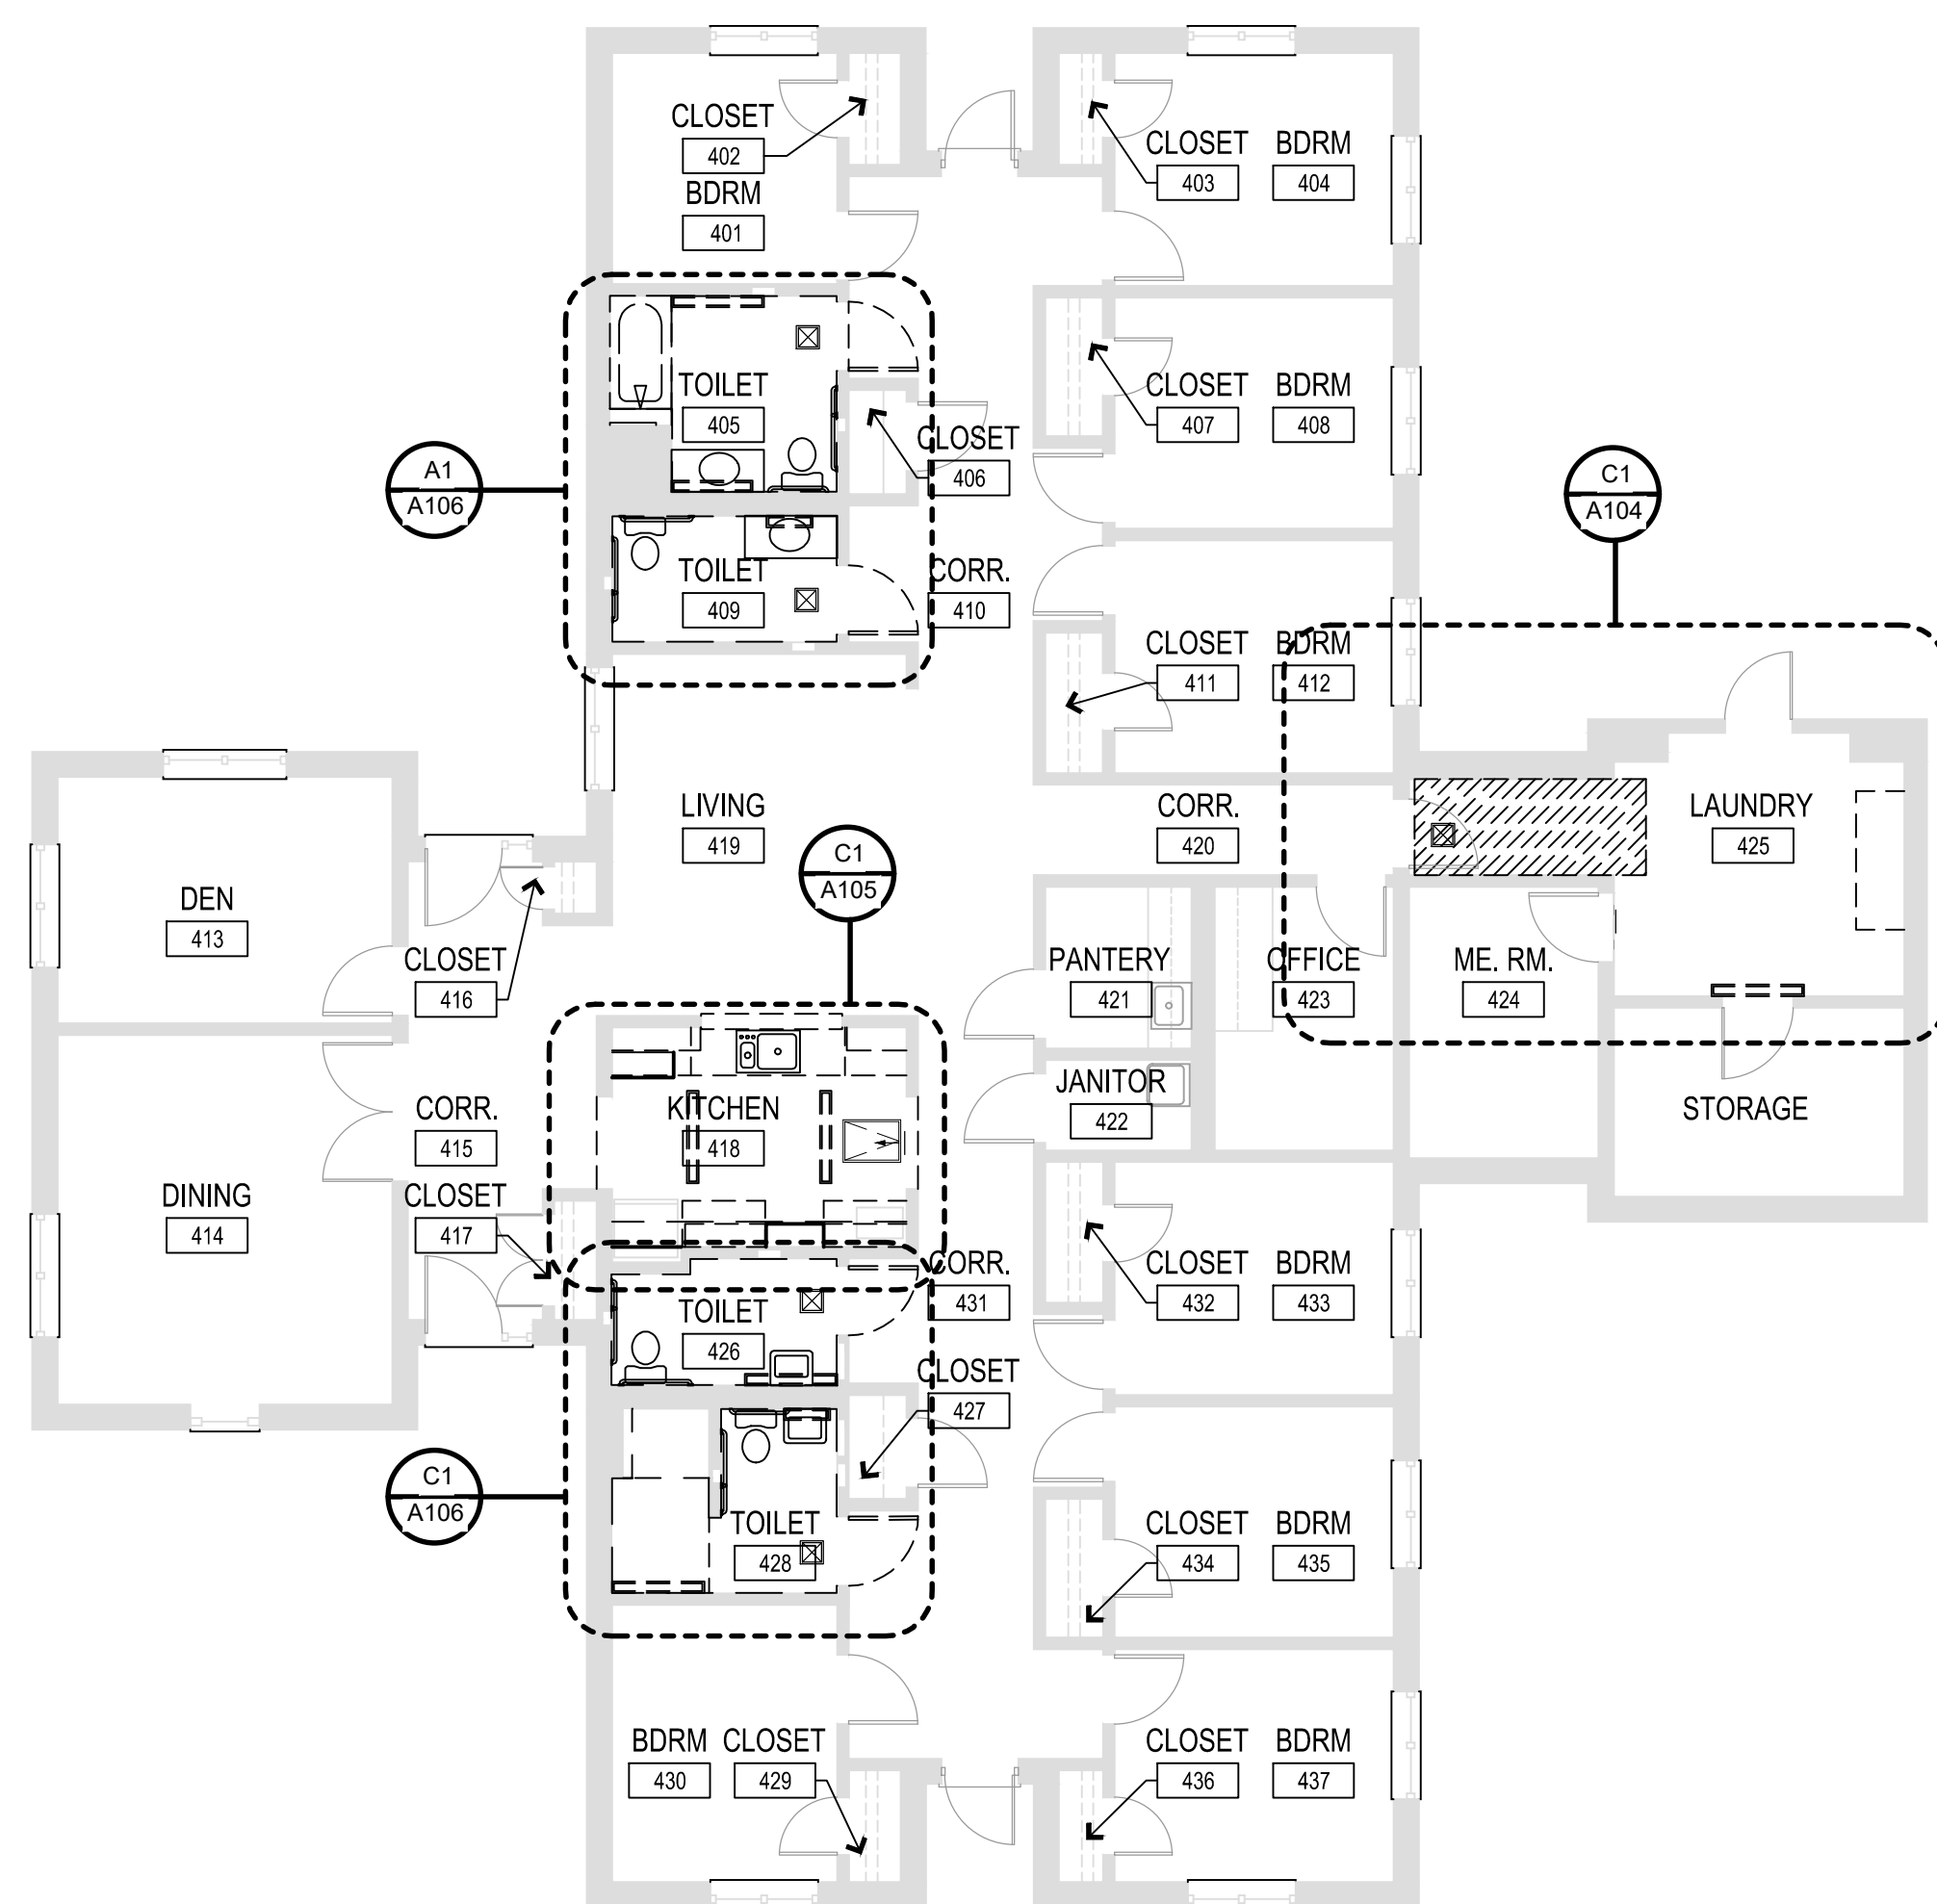 CLOSET
402
BDRM
401
CLOSET
403
BDRM
404
TOILET
405
CLOSET
406
CLOSET
407
BDRM
408
A1
A106
C1
A104
TOILET
409
CORR.
410
CLOSET
411
BDRM
412
LIVING
419
CORR.
420
LAUNDRY
425
C1
A105
DEN
413
CLOSET
416
PANTERY
421
OFFICE
423
ME. RM.
424
KITCHEN
418
JANITOR
422
STORAGE
CORR.
415
DINING
414
CLOSET
417
CORR.
431
CLOSET
432
BDRM
433
TOILET
426
CLOSET
427
C1
A106
TOILET
428
CLOSET
434
BDRM
435
BDRM
430
CLOSET
429
CLOSET
436
BDRM
437